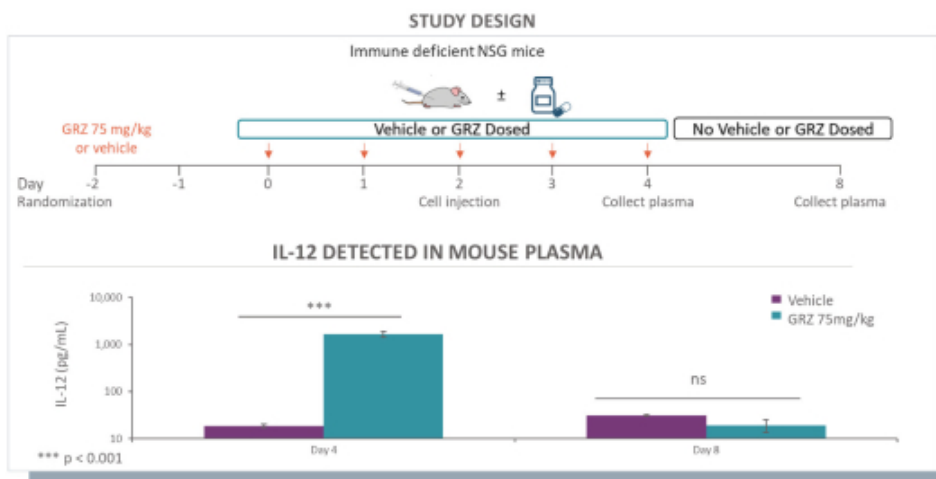 STUDY DESIGN
Immune deficient NSG mice
±
GRZ 75 mg/kg
or vehicle
Vehicle or GRZ Dosed
No Vehicle or GRZ Dosed
Day -2 -1 0 1 2 3 4 8
Randomization Cell injection Collect plasma Collect plasma
IL-12 DETECTED IN MOUSE PLASMA
IL-12 (pg/mL)
10,000
1,000
100
10
***
ns
Vehicle
GRZ 75mg/kg
Day 4 Day 8
*** p < 0.001